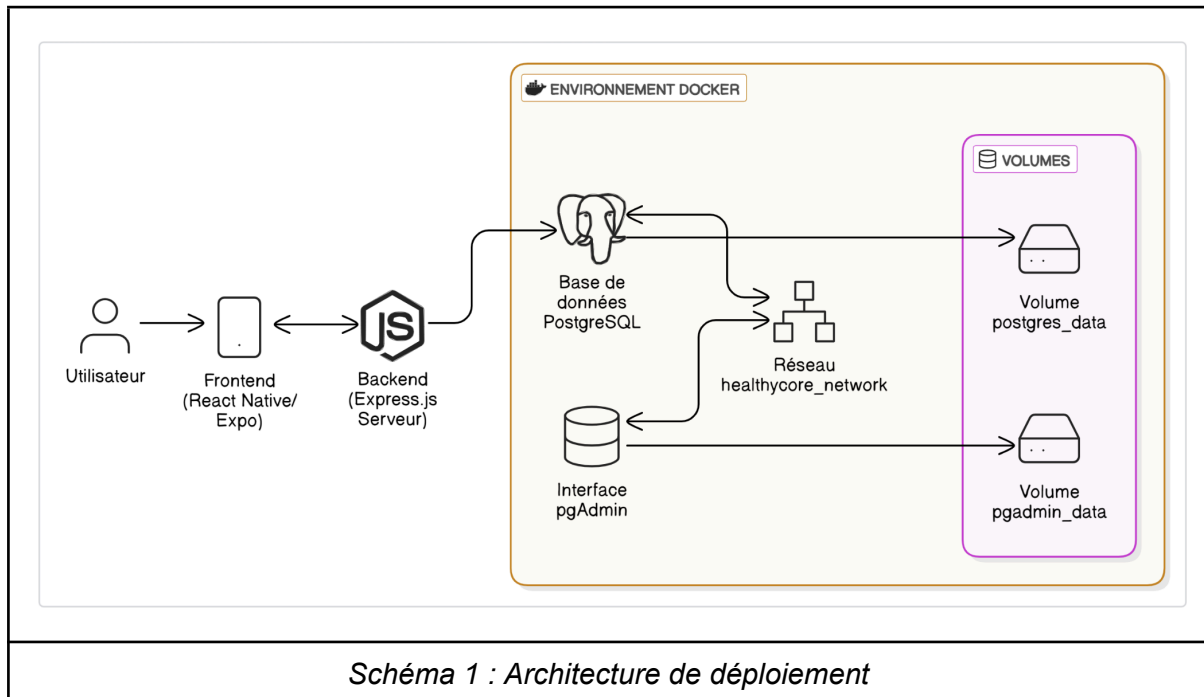 ENVIRONNEMENT DOCKER
VOLUMES
Base de
données
PostgreSQL
Volume
postgres_data
Réseau
healthycore_network
Utilisateur
Frontend
(React Native/
Expo)
JS
Backend
(Express.js
Serveur)
Interface
pgAdmin
Volume
pgadmin_data
Schéma 1 : Architecture de déploiement